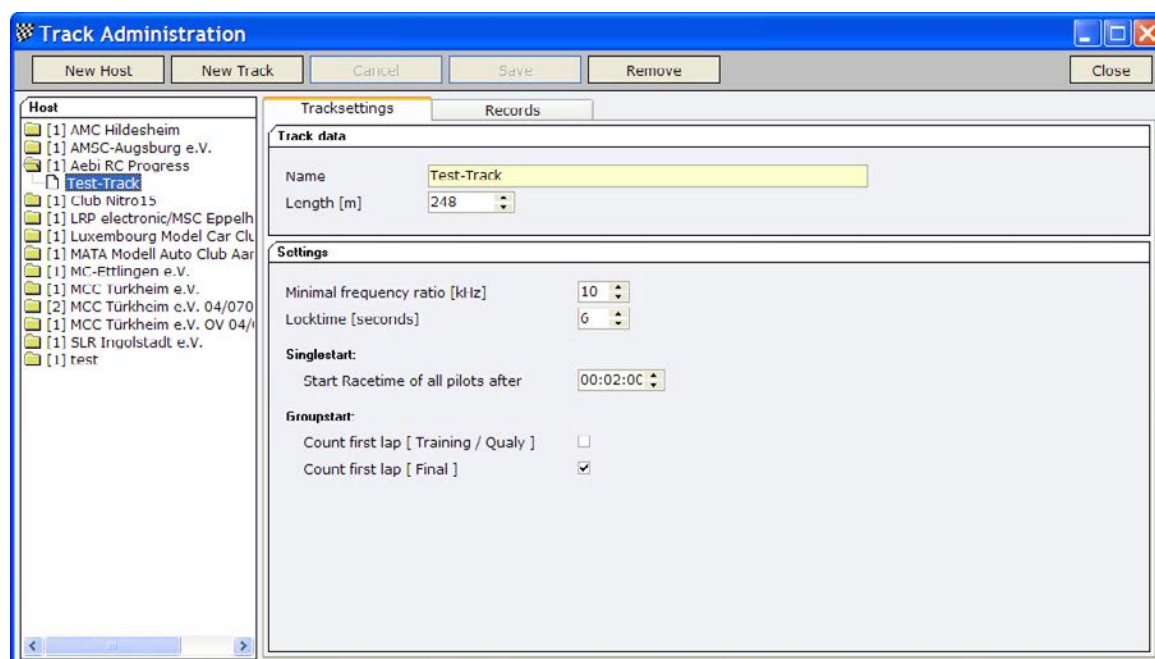 Track Administration
New Host New Track Cancel Save Remove Close
Host
[1] AMC Hildesheim
[1] AMSC-Augsburg e.V.
[1] Aebi RC Progress
Test-Track
[1] Club Nitro15
[1] LRP electronic/MSC Eppelh
[1] Luxembourg Model Car Clu
[1] MATA Modell Auto Club Aar
[1] MC-Ettlingen e.V.
[1] MCC Türkheim e.V.
[2] MCC Türkheim e.V. 04/070
[1] MCC Türkheim e.V. OV 04/0
[1] SLR Ingolstadt e.V.
[1] test
Tracksettings Records
Track data
Name Test-Track
Length [m] 248
Settings
Minimal frequency ratio [kHz] 10
Locktime [seconds] 6
Singlestart:
Start Racetime of all pilots after 00:02:00
Groupstart:
Count first lap [ Training / Qualy ]
Count first lap [ Final ]